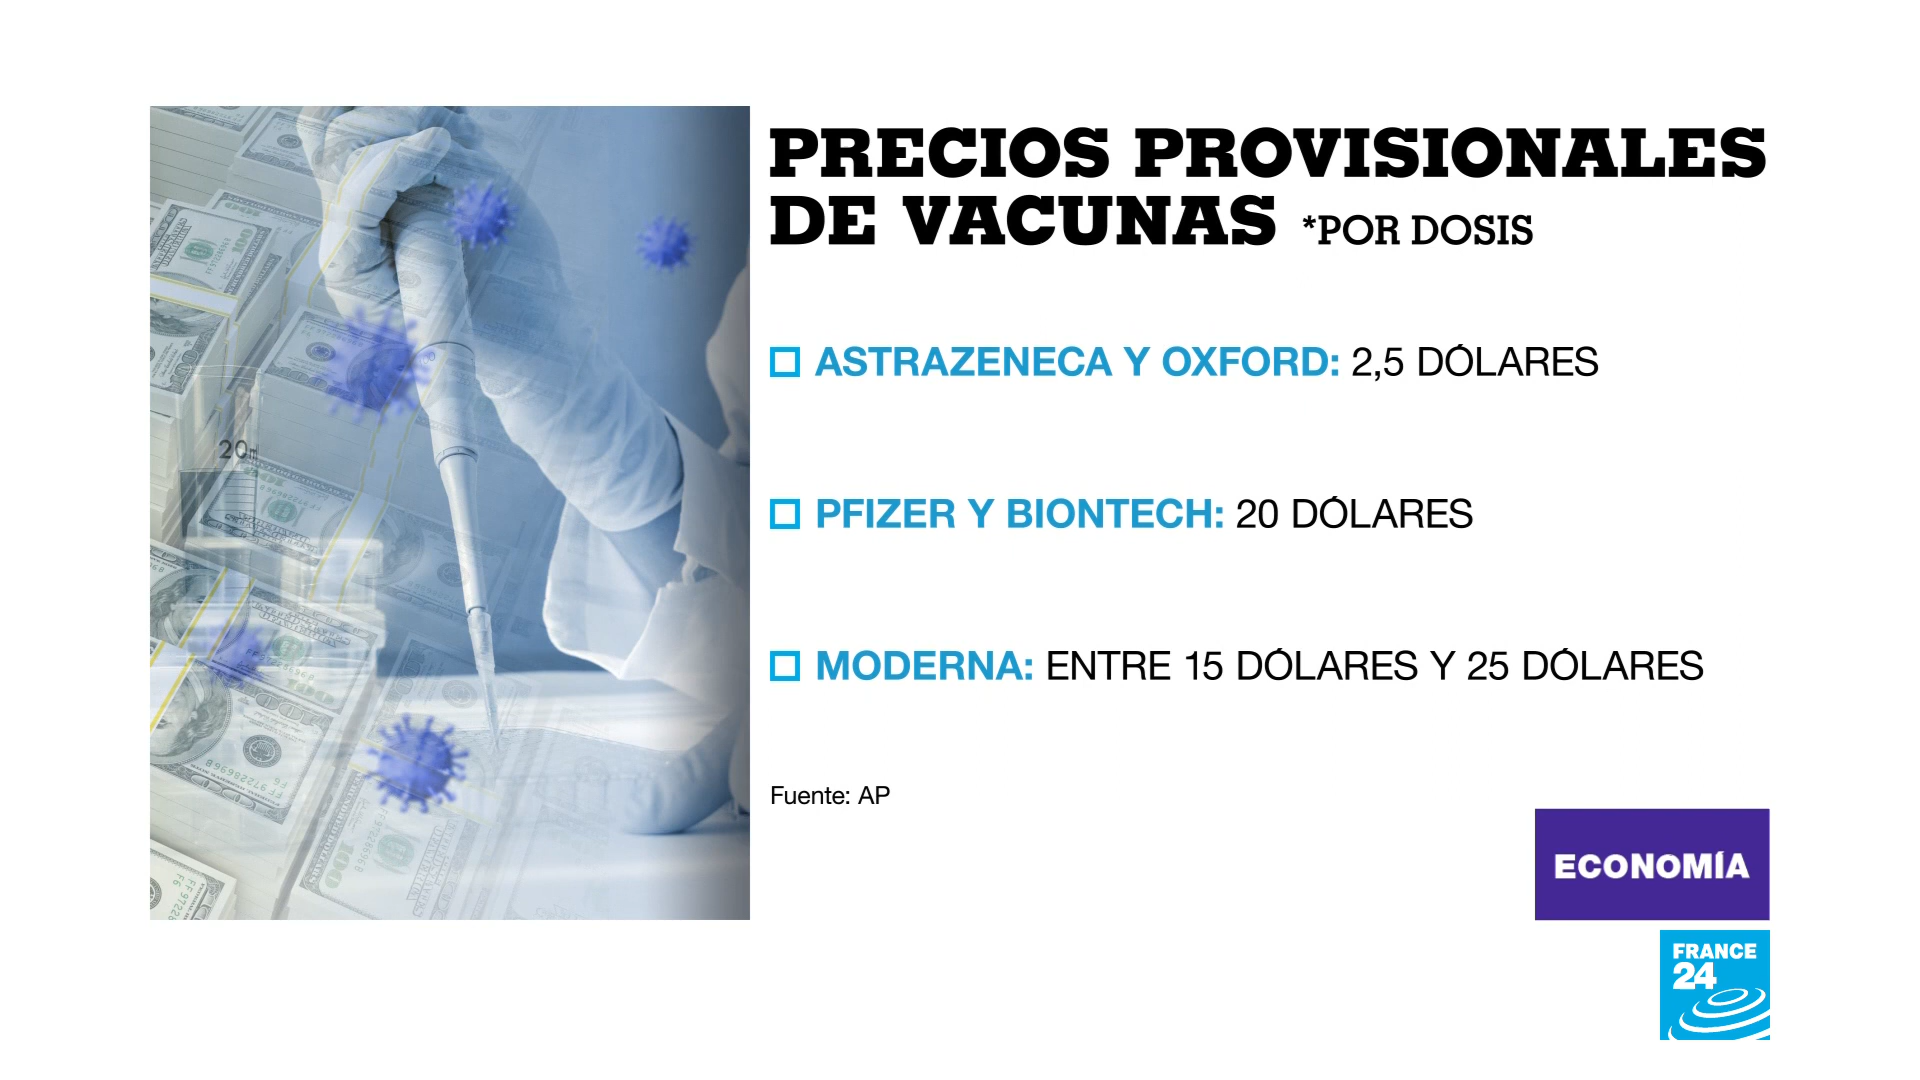 PRECIOS PROVISIONALES
DE VACUNAS *POR DOSIS
ASTRAZENECA Y OXFORD: 2,5 DÓLARES
PFIZER Y BIONTECH: 20 DÓLARES
MODERNA: ENTRE 15 DÓLARES Y 25 DÓLARES
Fuente: AP
ECONOMÍA
FRANCE
24
20ml